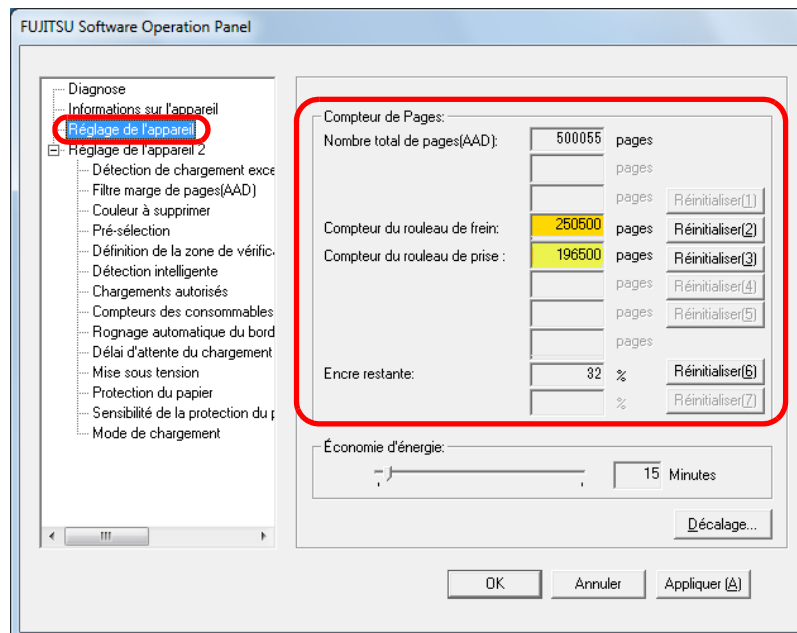 FUJITSU Software Operation Panel
Diagnose
Informations sur l'appareil
Réglage de l'appareil
Réglage de l'appareil 2
Détection de chargement exce
Filtre marge de pages(AAD)
Couleur à supprimer
Pré-sélection
Définition de la zone de vérific
Détection intelligente
Chargements autorisés
Compteurs des consommables
Rognage automatique du bord
Délai d'attente du chargement
Mise sous tension
Protection du papier
Sensibilité de la protection du p
Mode de chargement
Compteur de Pages:
Nombre total de pages(AAD): 500055 pages
pages
pages Réinitialiser(1)
Compteur du rouleau de frein: 250500 pages Réinitialiser(2)
Compteur du rouleau de prise : 196500 pages Réinitialiser(3)
pages Réinitialiser(4)
pages Réinitialiser(5)
pages
Encre restante: 32 % Réinitialiser(6)
% Réinitialiser(7)
Économie d'énergie:
15 Minutes
Décalage...
OK Annuler Appliquer (A)